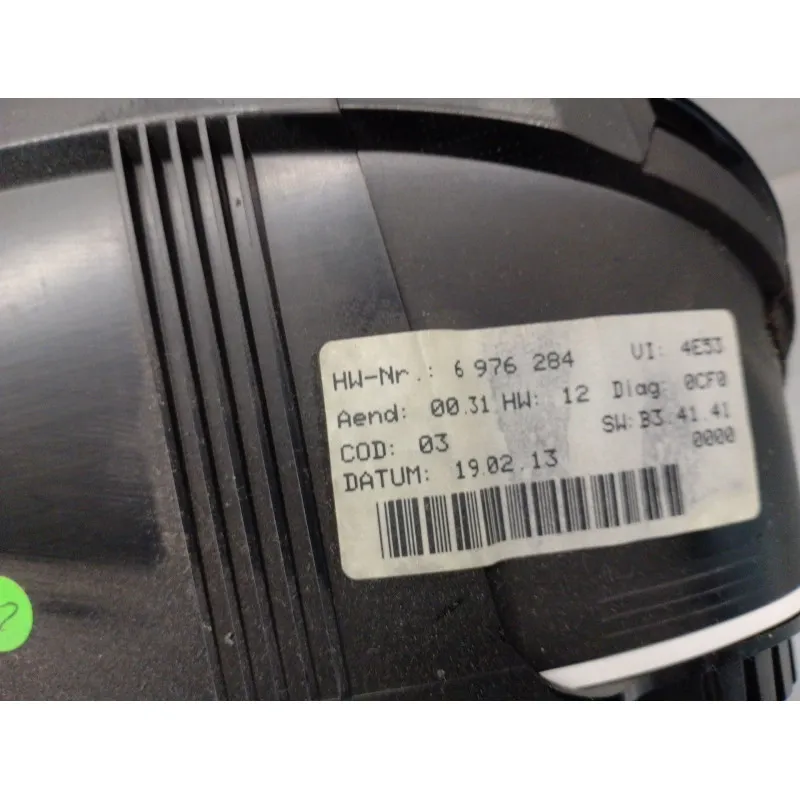 HW-Nr.: 6 976 284 VI: 4E53
Aend: 00.31 HW: 12 Diag: 0CF0
COD: 03 SW: B3.41.41
DATUM: 19.02.13 0000